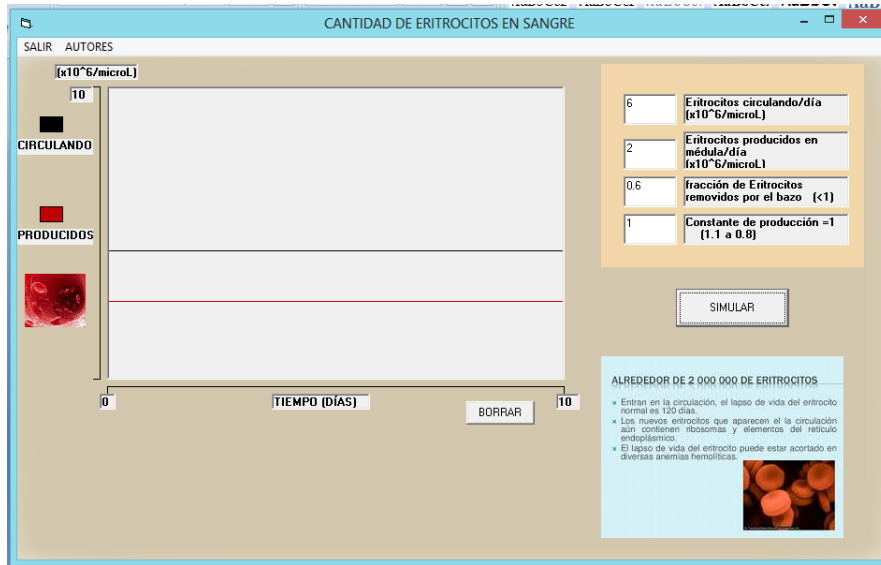 CANTIDAD DE ERITROCITOS EN SANGRE
SALIR AUTORES
(x10^6/microL)
10
CIRCULANDO
PRODUCIDOS
0
TIEMPO (DÍAS)
10
BORRAR
6
Eritrocitos circulando/día
(x10^6/microL)
2
Eritrocitos producidos en
médula/día
(x10^6/microL)
0.6
fracción de Eritrocitos
removidos por el bazo (<1)
1
Constante de producción =1
(1.1 a 0.8)
SIMULAR
ALREDEDOR DE 2 000 000 DE ERITROCITOS
× Entran en la circulación, el lapso de vida del eritrocito
normal es 120 días.
× Los nuevos eritrocitos que aparecen el la circulación
aún contienen ribosomas y elementos del retículo
endoplásmico.
× El lapso de vida del eritrocito puede estar acortado en
diversas anemias hemolíticas.